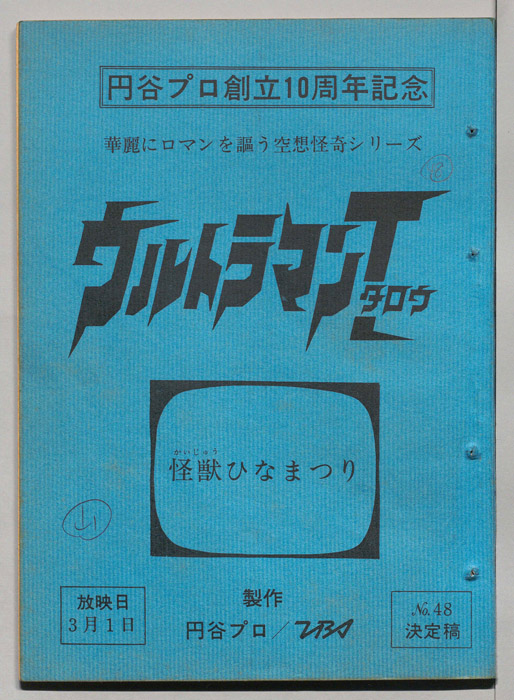 円谷プロ創立10周年記念
華麗にロマンを謳う空想怪奇シリーズ
ウルトラマンT
タロウ
かいじゅう
怪獣ひなまつり
放映日
3月1日
製作
円谷プロ/TBS
No.48
決定稿